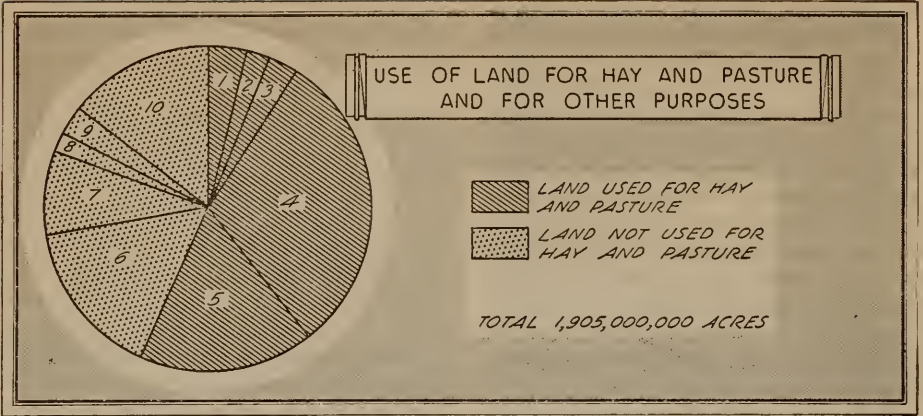 USE OF LAND FOR HAY AND PASTURE
AND FOR OTHER PURPOSES
1
2
3
4
5
6
7
8
9
10
LAND USED FOR HAY
AND PASTURE
LAND NOT USED FOR
HAY AND PASTURE
TOTAL 1,905,000,000 ACRES